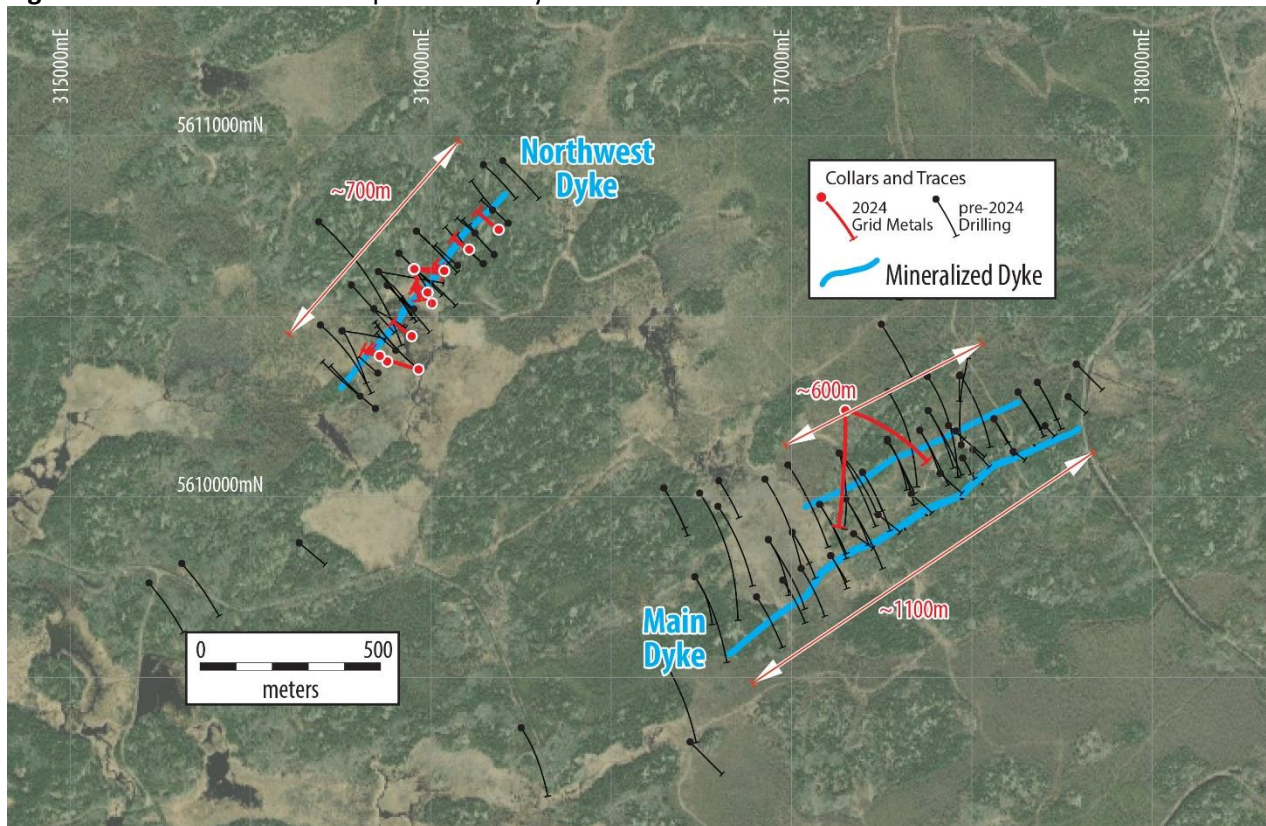 315000mE
316000mE
317000mE
318000mE
5611000mN
Northwest
Dyke
~700m
Collars and Traces
2024
Grid Metals
pre-2024
Drilling
Mineralized Dyke
~600m
5610000mN
~1100m
Main
Dyke
0 500
meters